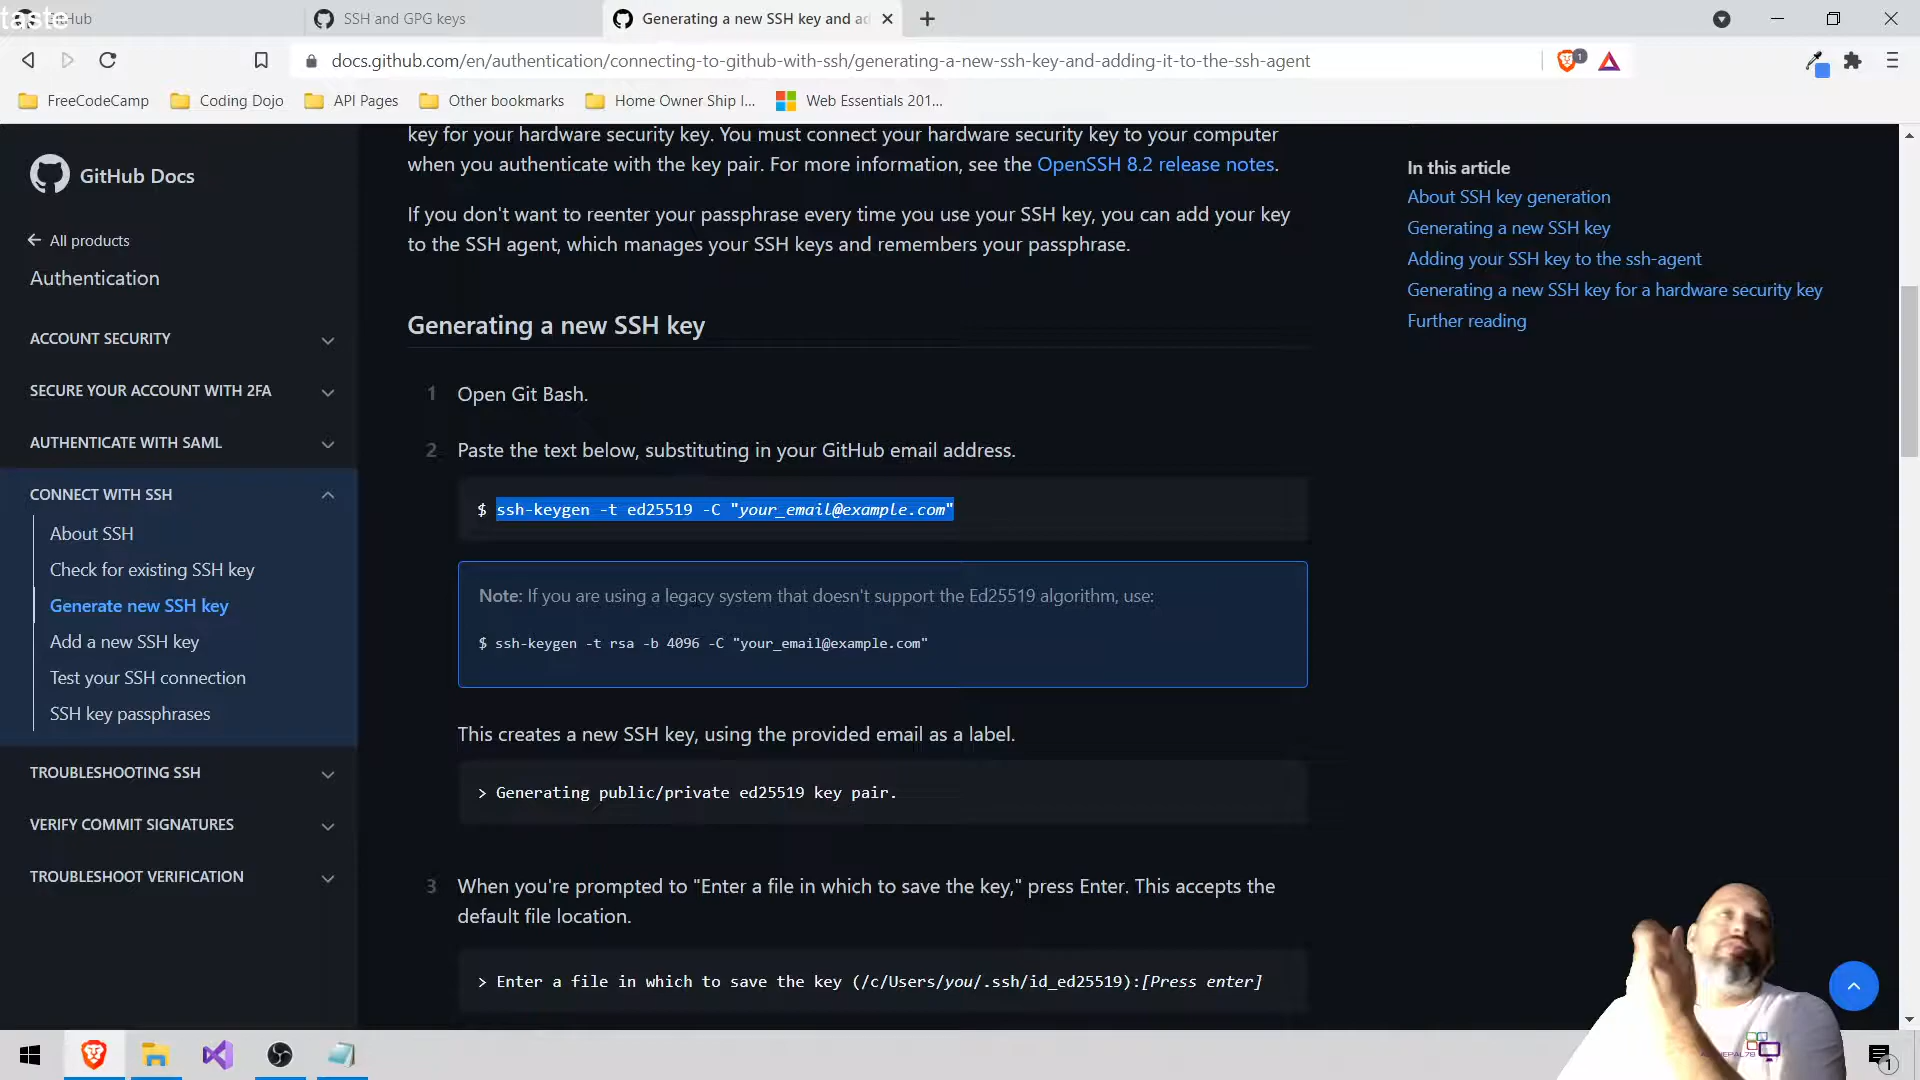 taste
GitHub
SSH and GPG keys
Generating a new SSH key and ad
docs.github.com/en/authentication/connecting-to-github-with-ssh/generating-a-new-ssh-key-and-adding-it-to-the-ssh-agent
1
FreeCodeCamp
Coding Dojo
API Pages
Other bookmarks
Home Owner Ship I...
Web Essentials 201...
GitHub Docs
All products
Authentication
ACCOUNT SECURITY
SECURE YOUR ACCOUNT WITH 2FA
AUTHENTICATE WITH SAML
CONNECT WITH SSH
About SSH
Check for existing SSH key
Generate new SSH key
Add a new SSH key
Test your SSH connection
SSH key passphrases
TROUBLESHOOTING SSH
VERIFY COMMIT SIGNATURES
TROUBLESHOOT VERIFICATION
key for your hardware security key. You must connect your hardware security key to your computer
when you authenticate with the key pair. For more information, see the OpenSSH 8.2 release notes.
If you don't want to reenter your passphrase every time you use your SSH key, you can add your key
to the SSH agent, which manages your SSH keys and remembers your passphrase.
Generating a new SSH key
1 Open Git Bash.
2 Paste the text below, substituting in your GitHub email address.
$ ssh-keygen -t ed25519 -C "your_email@example.com"
Note: If you are using a legacy system that doesn't support the Ed25519 algorithm, use:
$ ssh-keygen -t rsa -b 4096 -C "your_email@example.com"
This creates a new SSH key, using the provided email as a label.
> Generating public/private ed25519 key pair.
3 When you're prompted to "Enter a file in which to save the key," press Enter. This accepts the
default file location.
> Enter a file in which to save the key (/c/Users/you/.ssh/id_ed25519):[Press enter]
In this article
About SSH key generation
Generating a new SSH key
Adding your SSH key to the ssh-agent
Generating a new SSH key for a hardware security key
Further reading
1